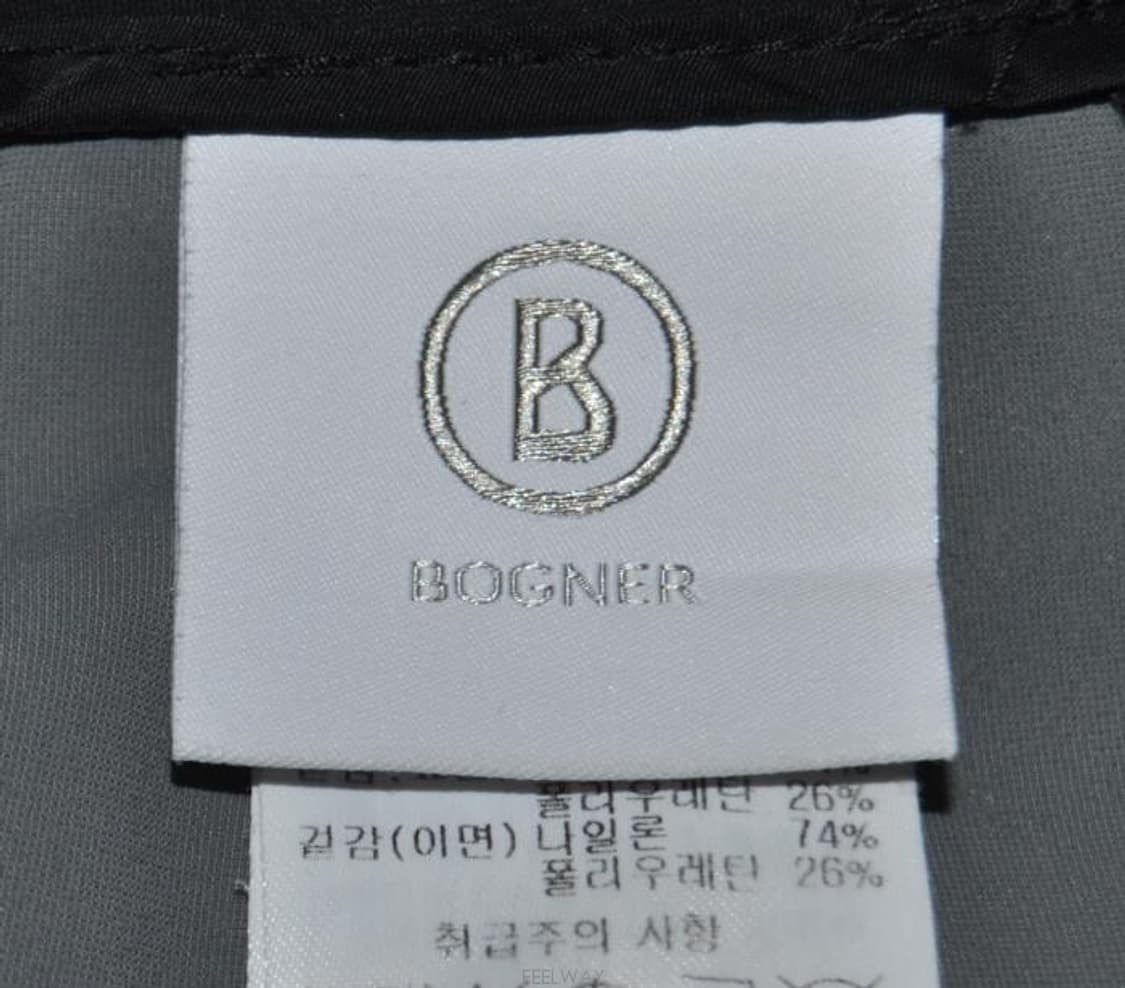 B
BOGNER
폴리우레탄 26%
겉감(이면) 나일론 74%
폴리우레탄 26%
취급주의 사항
FEELWAY